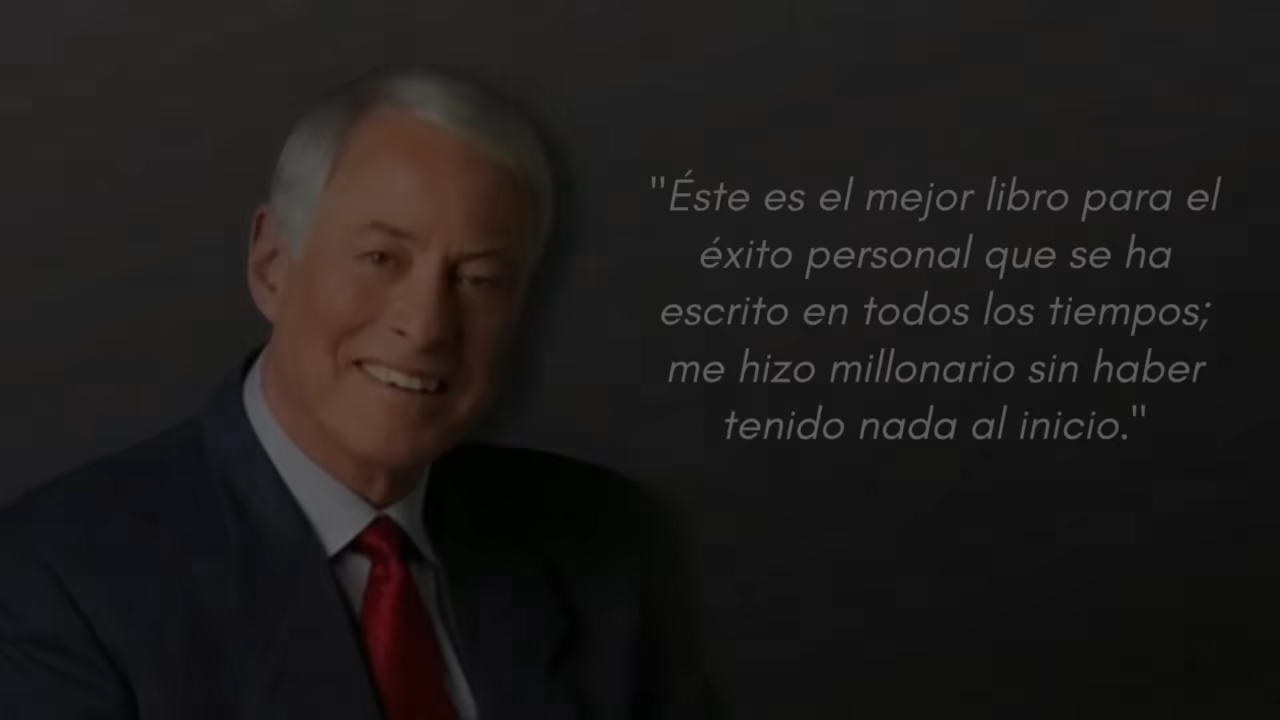 "Éste es el mejor libro para el
éxito personal que se ha
escrito en todos los tiempos;
me hizo millonario sin haber
tenido nada al inicio."